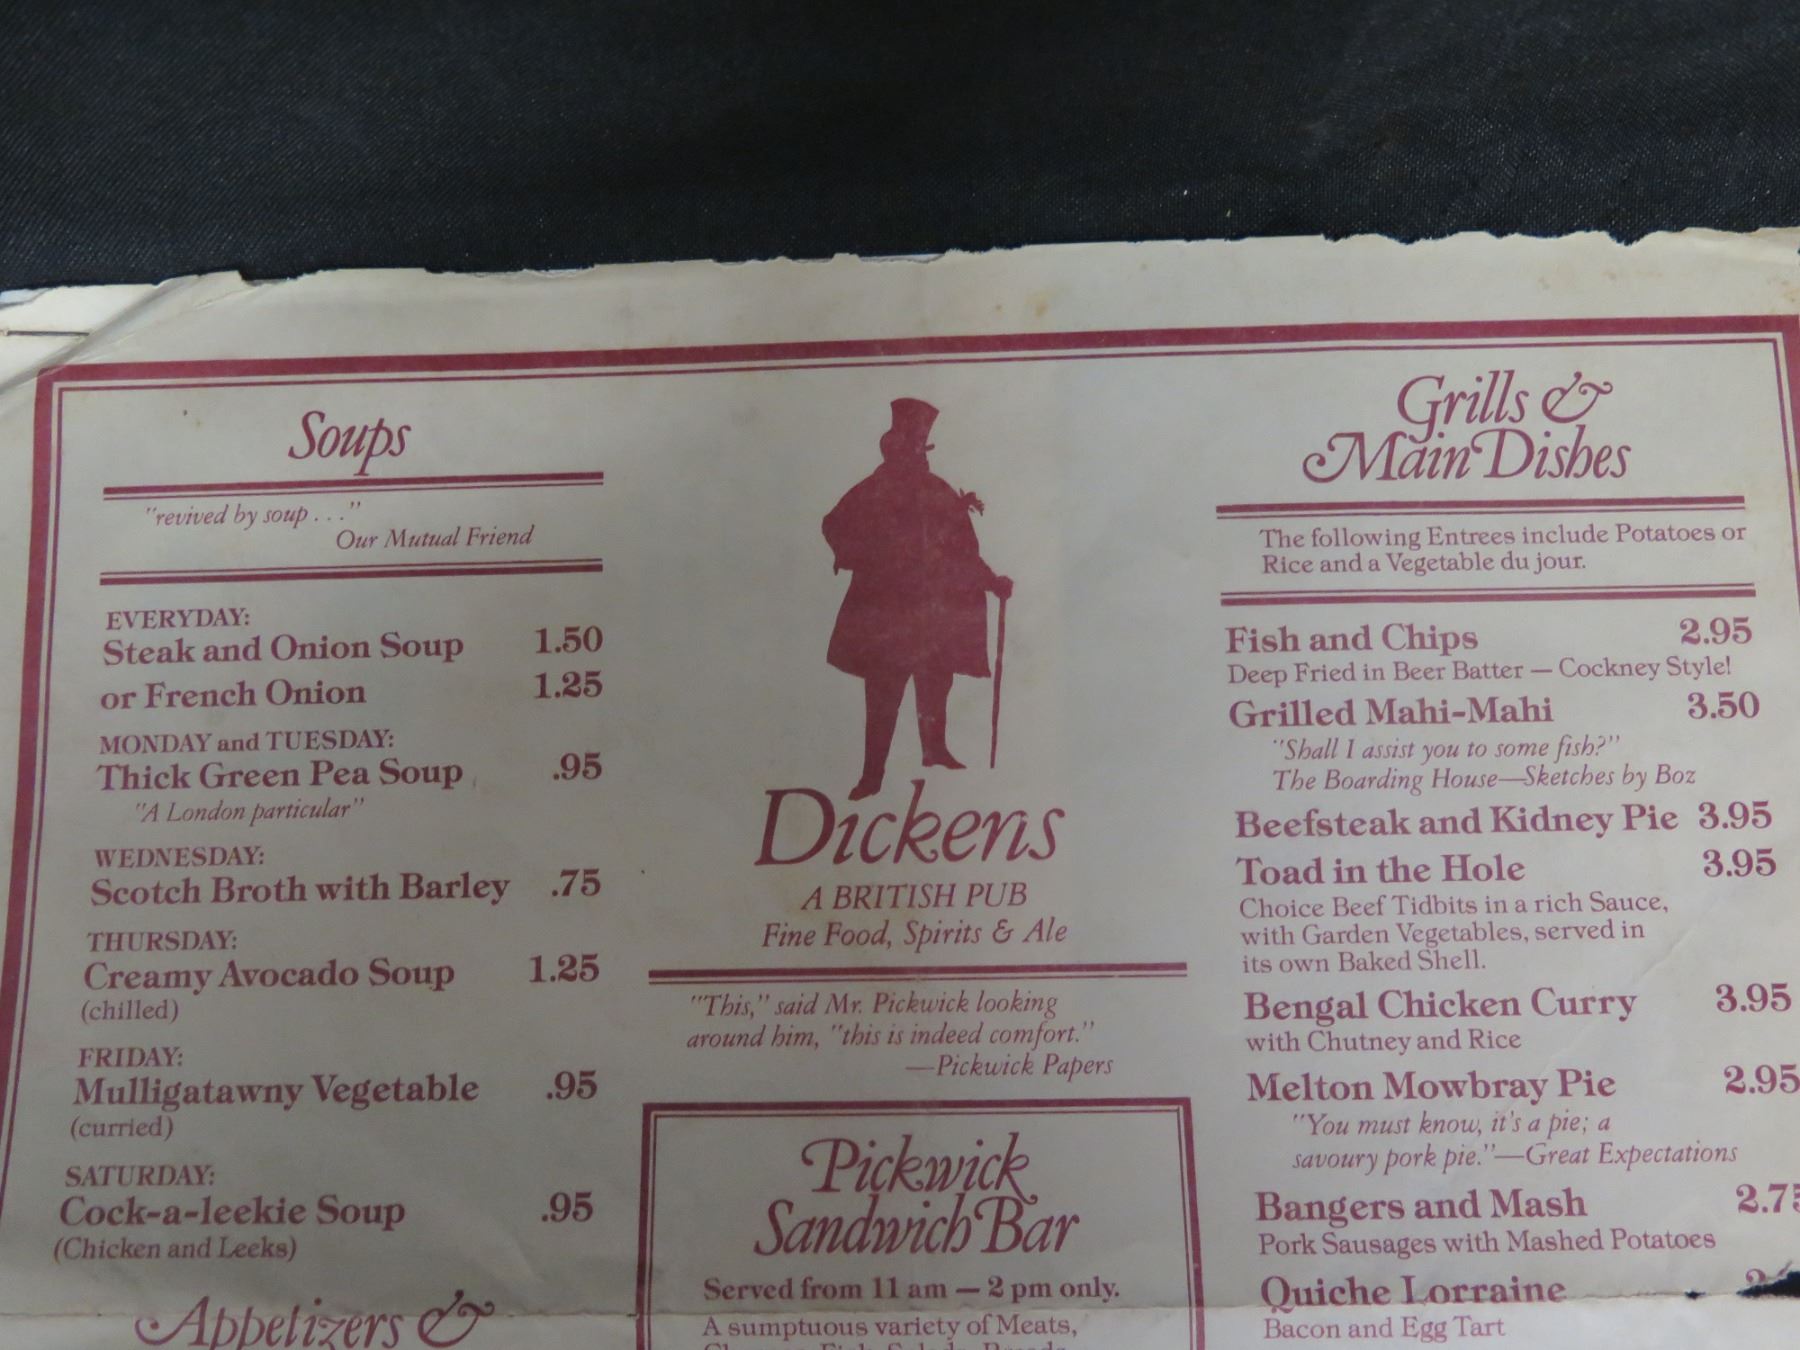 Soups
"revived by soup . . ."
Our Mutual Friend
EVERYDAY:
Steak and Onion Soup 1.50
or French Onion 1.25
MONDAY and TUESDAY:
Thick Green Pea Soup .95
"A London particular"
WEDNESDAY:
Scotch Broth with Barley .75
THURSDAY:
Creamy Avocado Soup 1.25
(chilled)
FRIDAY:
Mulligatawny Vegetable .95
(curried)
SATURDAY:
Cock-a-leekie Soup .95
(Chicken and Leeks)
Appetizers &
Dickens
A BRITISH PUB
Fine Food, Spirits & Ale
"This," said Mr. Pickwick looking
around him, "this is indeed comfort."
—Pickwick Papers
Pickwick
Sandwich Bar
Served from 11 am — 2 pm only.
A sumptuous variety of Meats,
Grills &
Main Dishes
The following Entrees include Potatoes or
Rice and a Vegetable du jour.
Fish and Chips 2.95
Deep Fried in Beer Batter — Cockney Style!
Grilled Mahi-Mahi 3.50
"Shall I assist you to some fish?"
The Boarding House—Sketches by Boz
Beefsteak and Kidney Pie 3.95
Toad in the Hole 3.95
Choice Beef Tidbits in a rich Sauce,
with Garden Vegetables, served in
its own Baked Shell.
Bengal Chicken Curry 3.95
with Chutney and Rice
Melton Mowbray Pie 2.95
"You must know, it's a pie; a
savoury pork pie."—Great Expectations
Bangers and Mash 2.75
Pork Sausages with Mashed Potatoes
Quiche Lorraine
Bacon and Egg Tart